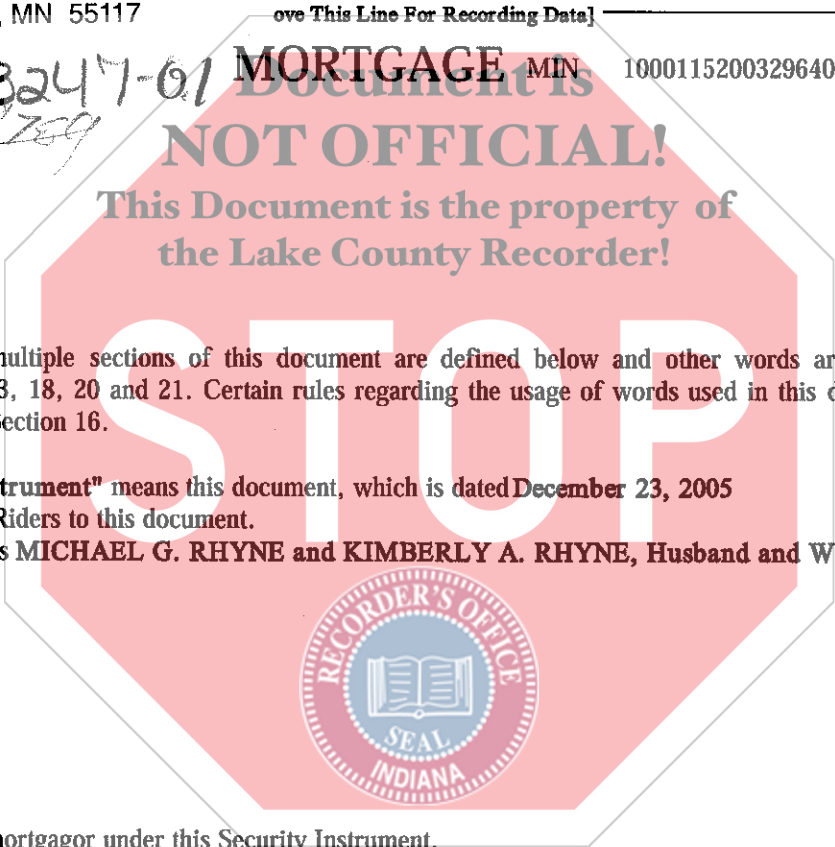 , MN 55117
ove This Line For Recording Data]
3247-01 MORTGAGE MIN 1000115200329640
Document is
NOT OFFICIAL!
This Document is the property of
the Lake County Recorder!
STOP
multiple sections of this document are defined below and other words ar
3, 18, 20 and 21. Certain rules regarding the usage of words used in this d
ection 16.
trument" means this document, which is dated December 23, 2005
Riders to this document.
s MICHAEL G. RHYNE and KIMBERLY A. RHYNE, Husband and W
RECORDER'S OFFICE
SEAL
INDIANA
ortgagor under this Security Instrument.